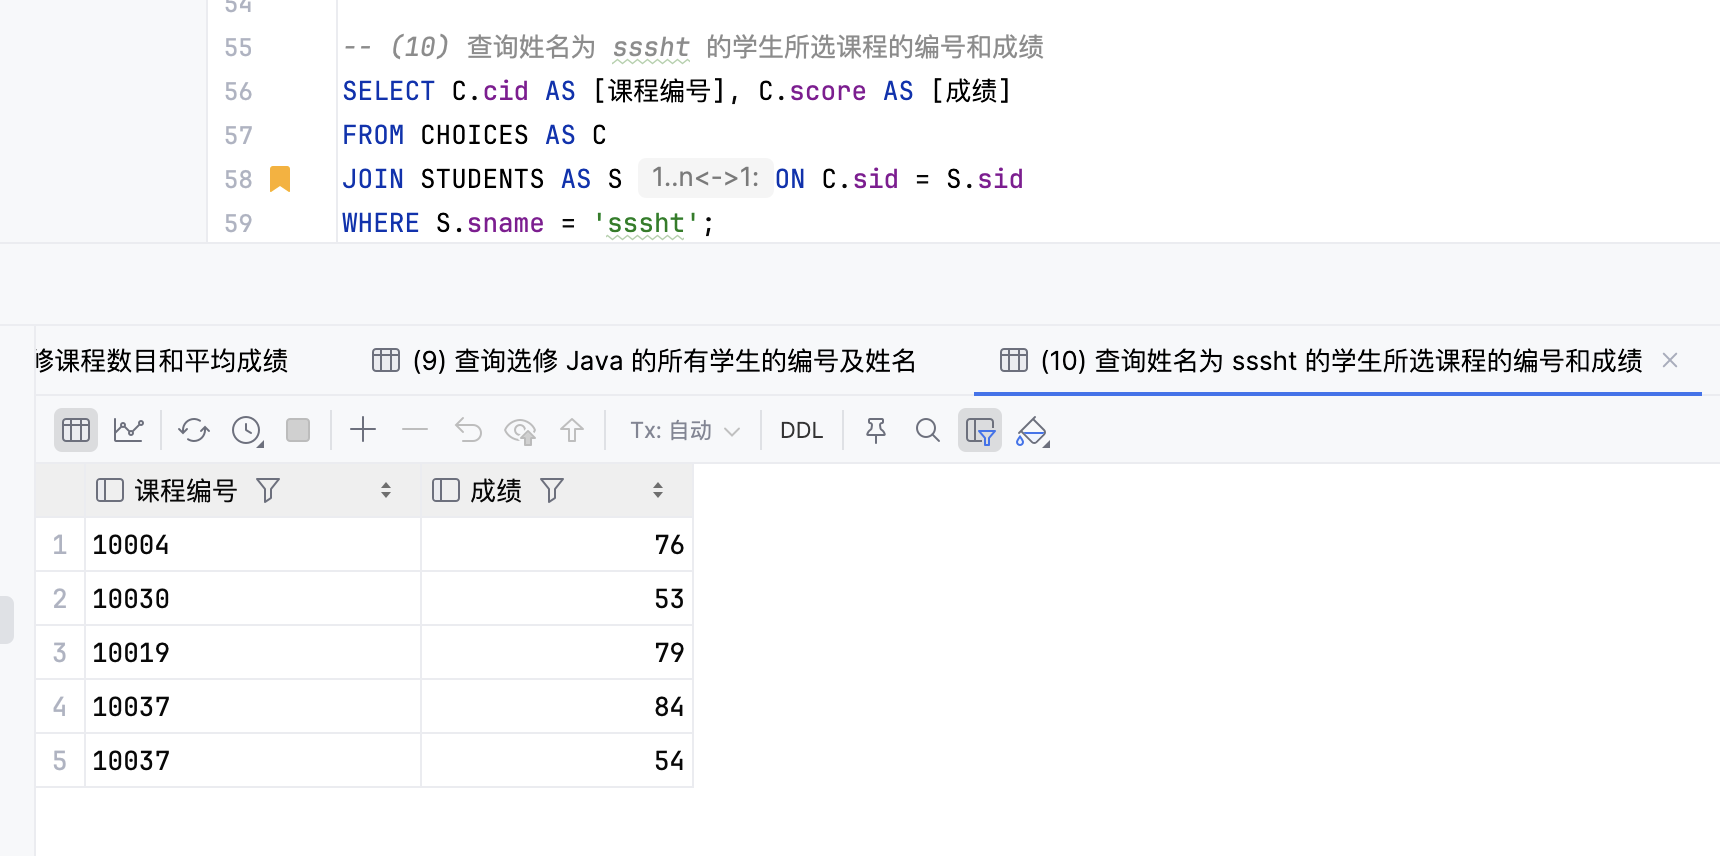 54
55 -- (10) 查询姓名为 sssht 的学生所选课程的编号和成绩
56 SELECT C.cid AS [课程编号], C.score AS [成绩]
57 FROM CHOICES AS C
58 JOIN STUDENTS AS S 1..n<->1: ON C.sid = S.sid
59 WHERE S.sname = 'sssht';
修课程数目和平均成绩 (9) 查询选修 Java 的所有学生的编号及姓名 (10) 查询姓名为 sssht 的学生所选课程的编号和成绩
Tx: 自动 DDL
课程编号 成绩
1 10004 76
2 10030 53
3 10019 79
4 10037 84
5 10037 54